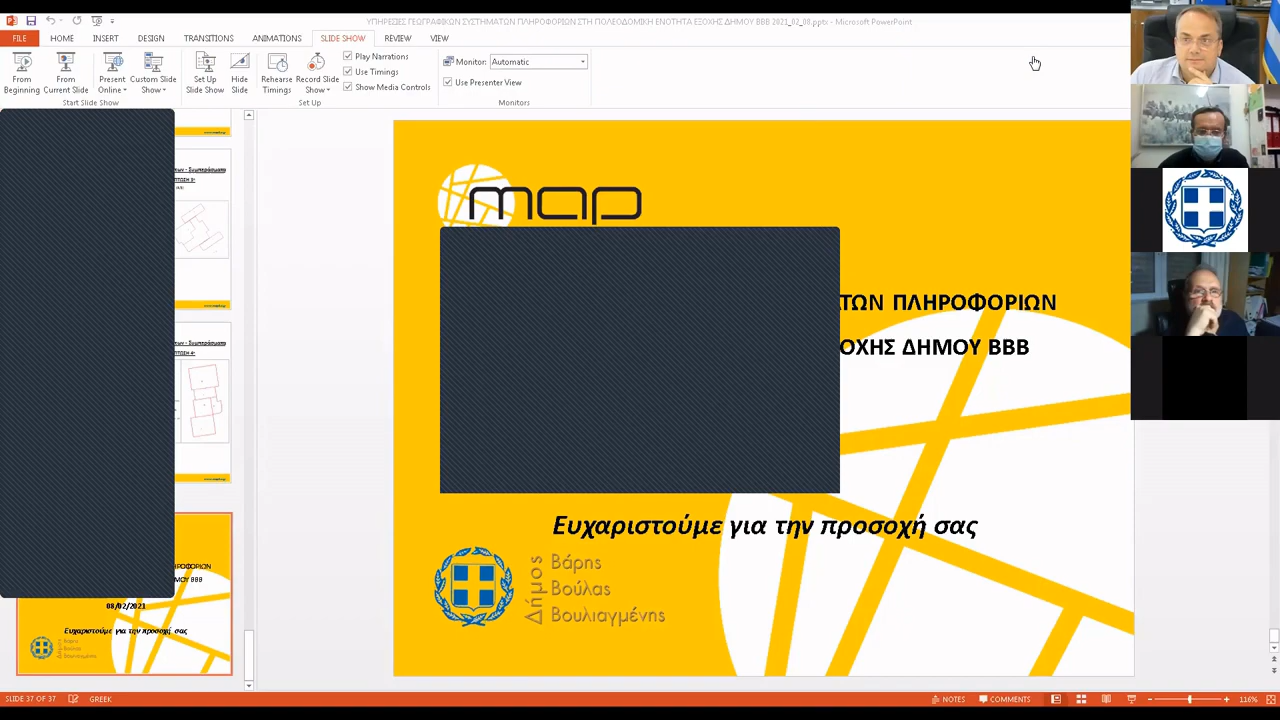 ΥΠΗΡΕΣΙΕΣ ΓΕΩΓΡΑΦΙΚΩΝ ΣΥΣΤΗΜΑΤΩΝ ΠΛΗΡΟΦΟΡΙΩΝ ΣΤΗ ΠΟΛΕΟΔΟΜΙΚΗ ΕΝΟΤΗΤΑ ΕΞΟΧΗΣ ΔΗΜΟΥ ΒΒΒ 2021_02_08.pptx - Microsoft PowerPoint
FILE HOME INSERT DESIGN TRANSITIONS ANIMATIONS SLIDE SHOW REVIEW VIEW
From Beginning
From Current Slide
Present Online
Custom Slide Show
Start Slide Show
Set Up Slide Show
Hide Slide
Rehearse Timings
Record Slide Show
Play Narrations
Use Timings
Show Media Controls
Set Up
Monitor: Automatic
Use Presenter View
Monitors
map
ΤΩΝ ΠΛΗΡΟΦΟΡΙΩΝ
ΟΧΗΣ ΔΗΜΟΥ ΒΒΒ
Ευχαριστούμε για την προσοχή σας
Δήμος
Βάρης
Βούλας
Βουλιαγμένης
ΗΡΟΦΟΡΙΩΝ
ΜΟΥ ΒΒΒ
08/02/2021
Ευχαριστούμε για την προσοχή σας
SLIDE 37 OF 37 GREEK NOTES COMMENTS 116%